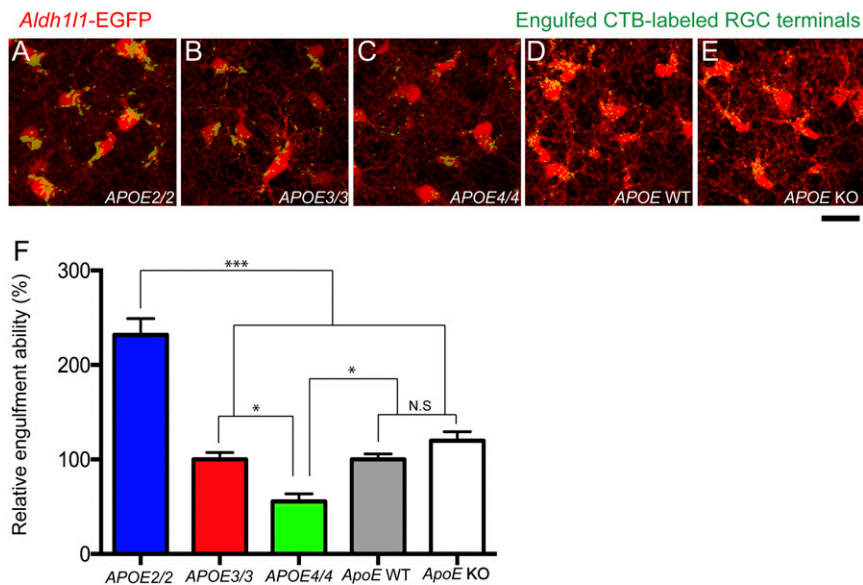 Aldh1l1-EGFP Engulfed CTB-labeled RGC terminals
A B C D E
APOE2/2 APOE3/3 APOE4/4 APOE WT APOE KO
F
Relative engulfment ability (%)
300
200
100
0
***
*
*
N.S
APOE2/2 APOE3/3 APOE4/4 ApoE WT ApoE KO